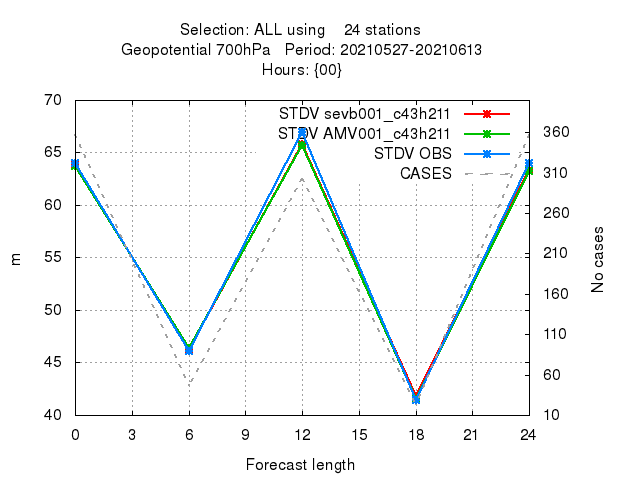 Selection: ALL using 24 stations
Geopotential 700hPa Period: 20210527-20210613
Hours: {00}
STDV sevb001_c43h211
STDV AMV001_c43h211
STDV OBS
CASES
70
65
60
55
50
45
40
m
360
310
260
210
160
110
60
10
No cases
0 3 6 9 12 15 18 21 24
Forecast length